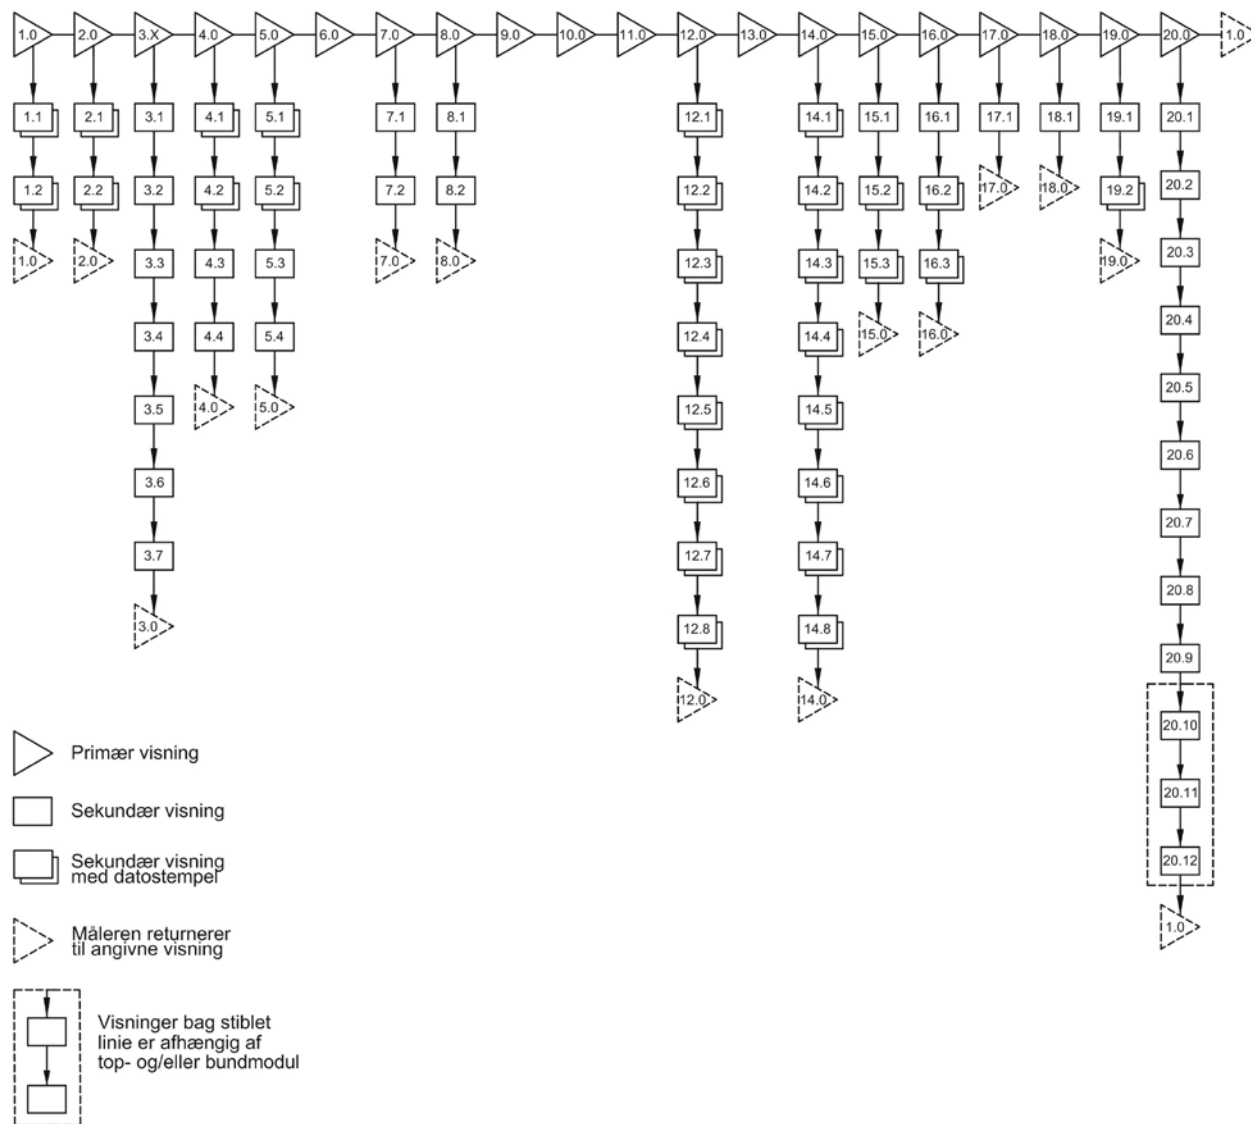 1.0 2.0 3.X 4.0 5.0 6.0 7.0 8.0 9.0 10.0 11.0 12.0 13.0 14.0 15.0 16.0 17.0 18.0 19.0 20.0 1.0
1.1 2.1 3.1 4.1 5.1 7.1 8.1 12.1 14.1 15.1 16.1 17.1 18.1 19.1 20.1
1.2 2.2 3.2 4.2 5.2 7.2 8.2 12.2 14.2 15.2 16.2 17.0 18.0 19.2 20.2
1.0 2.0 3.3 4.3 5.3 7.0 8.0 12.3 14.3 15.3 16.3 19.0 20.3
3.4 4.4 5.4 12.4 14.4 15.0 16.0 20.4
3.5 4.0 5.0 12.5 14.5 20.5
3.6 12.6 14.6 20.6
3.7 12.7 14.7 20.7
3.0 12.8 14.8 20.8
12.0 14.0 20.9
20.10
20.11
20.12
1.0
Primær visning
Sekundær visning
Sekundær visning
med datostempel
Måleren returnerer
til angivne visning
Visninger bag stiblet
linie er afhængig af
top- og/eller bundmodul